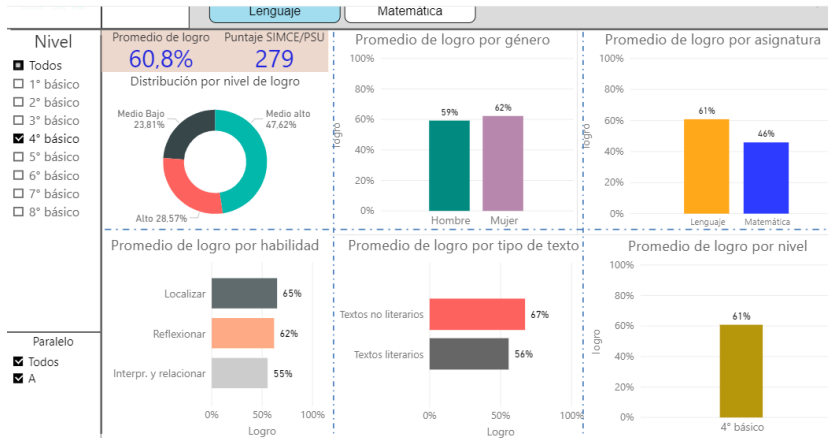 Lenguaje
Matemática
Nivel
Todos
1° básico
2° básico
3° básico
4° básico
5° básico
6° básico
7° básico
8° básico
Paralelo
Todos
A
Promedio de logro
60,8%
Puntaje SIMCE/PSU
279
Distribución por nivel de logro
Medio Bajo
23,81%
Medio alto
47,62%
Alto 28,57%
Promedio de logro por género
100%
80%
60%
40%
20%
0%
logro
59%
62%
Hombre
Mujer
Promedio de logro por asignatura
100%
80%
60%
40%
20%
0%
logro
61%
46%
Lenguaje
Matemática
Promedio de logro por habilidad
Localizar
65%
Reflexionar
62%
Interpr. y relacionar
55%
0%
50%
100%
Logro
Promedio de logro por tipo de texto
Textos no literarios
67%
Textos literarios
56%
0%
50%
100%
Logro
Promedio de logro por nivel
100%
80%
60%
40%
20%
0%
logro
61%
4° básico